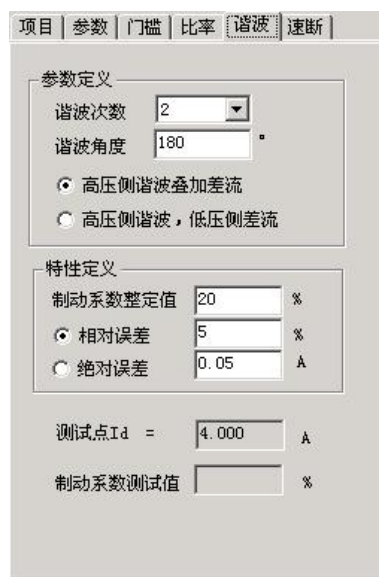 项目 参数 门槛 比率 谐波 速断
参数定义
谐波次数 2
谐波角度 180 °
高压侧谐波叠加差流
高压侧谐波，低压侧差流
特性定义
制动系数整定值 20 %
相对误差 5 %
绝对误差 0.05 A
测试点Id = 4.000 A
制动系数测试值 %